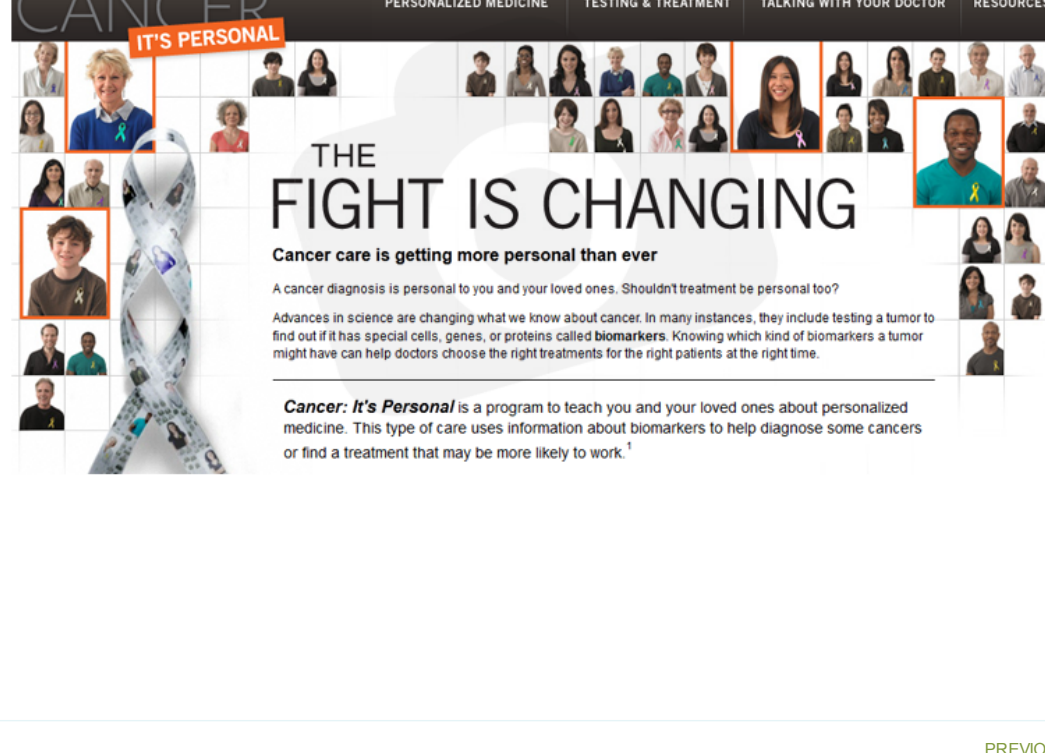 CANCER
IT'S PERSONAL
PERSONALIZED MEDICINE TESTING & TREATMENT TALKING WITH YOUR DOCTOR RESOURCES
THE
FIGHT IS CHANGING
Cancer care is getting more personal than ever
A cancer diagnosis is personal to you and your loved ones. Shouldn't treatment be personal too?
Advances in science are changing what we know about cancer. In many instances, they include testing a tumor to
find out if it has special cells, genes, or proteins called biomarkers. Knowing which kind of biomarkers a tumor
might have can help doctors choose the right treatments for the right patients at the right time.
Cancer: It's Personal is a program to teach you and your loved ones about personalized
medicine. This type of care uses information about biomarkers to help diagnose some cancers
or find a treatment that may be more likely to work.1
PREVIO